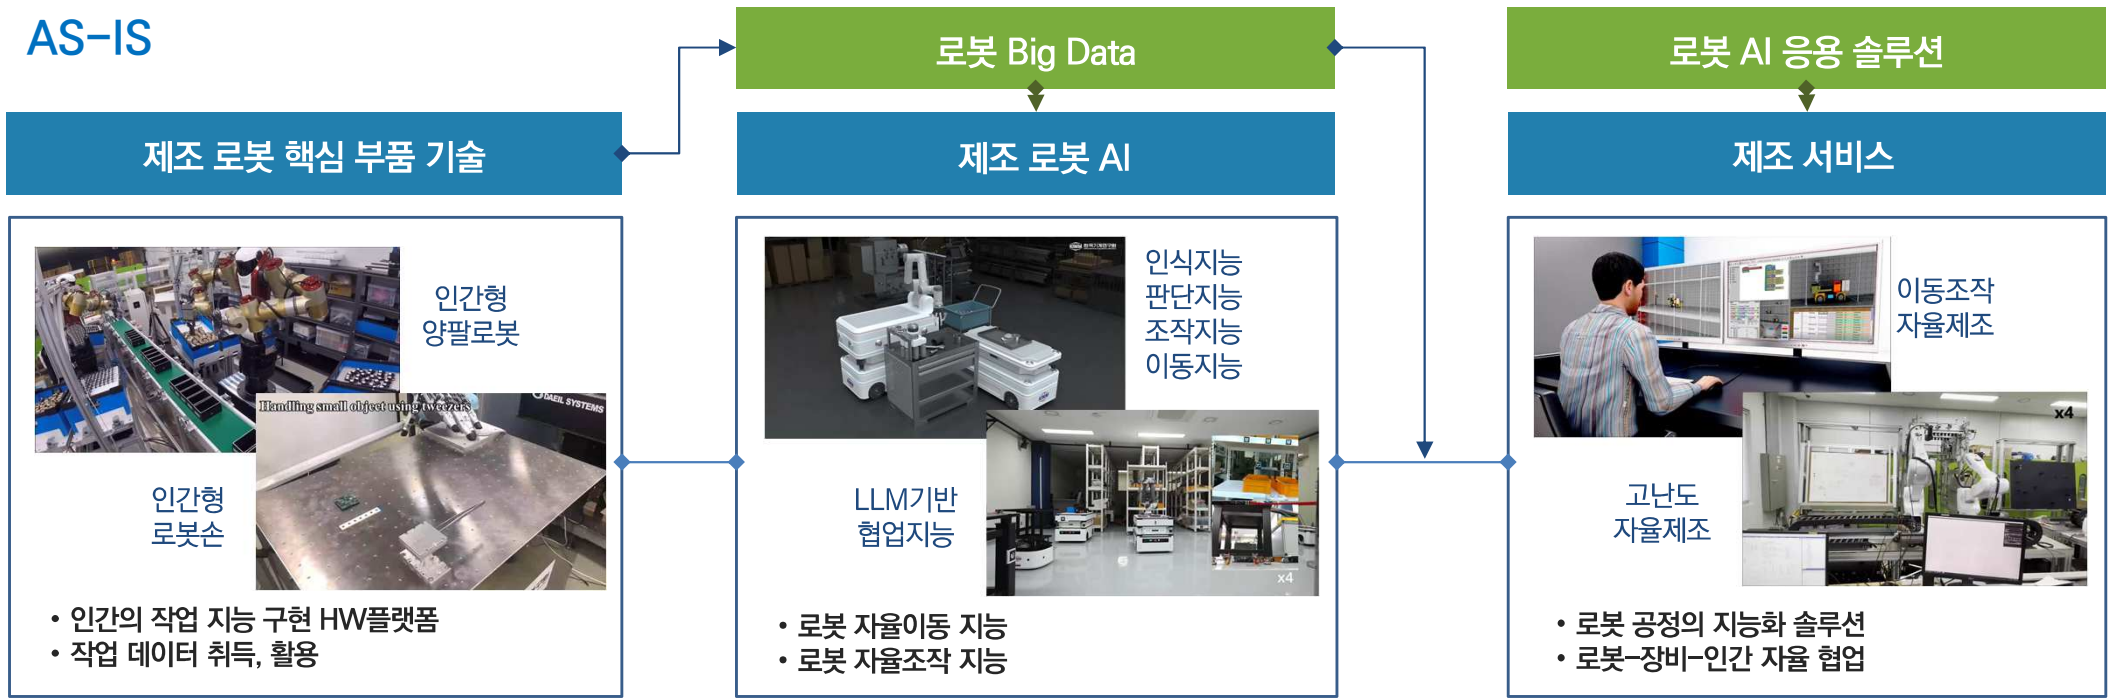 AS-IS
로봇 Big Data
로봇 AI 응용 솔루션
제조 로봇 핵심 부품 기술
제조 로봇 AI
제조 서비스
인간형
양팔로봇
Handling small object using tweezers
DAEIL SYSTEMS
인간형
로봇손
• 인간의 작업 지능 구현 HW플랫폼
• 작업 데이터 취득, 활용
한국기계연구원
인식지능
판단지능
조작지능
이동지능
LLM기반
협업지능
x4
• 로봇 자율이동 지능
• 로봇 자율조작 지능
이동조작
자율제조
x4
고난도
자율제조
• 로봇 공정의 지능화 솔루션
• 로봇-장비-인간 자율 협업